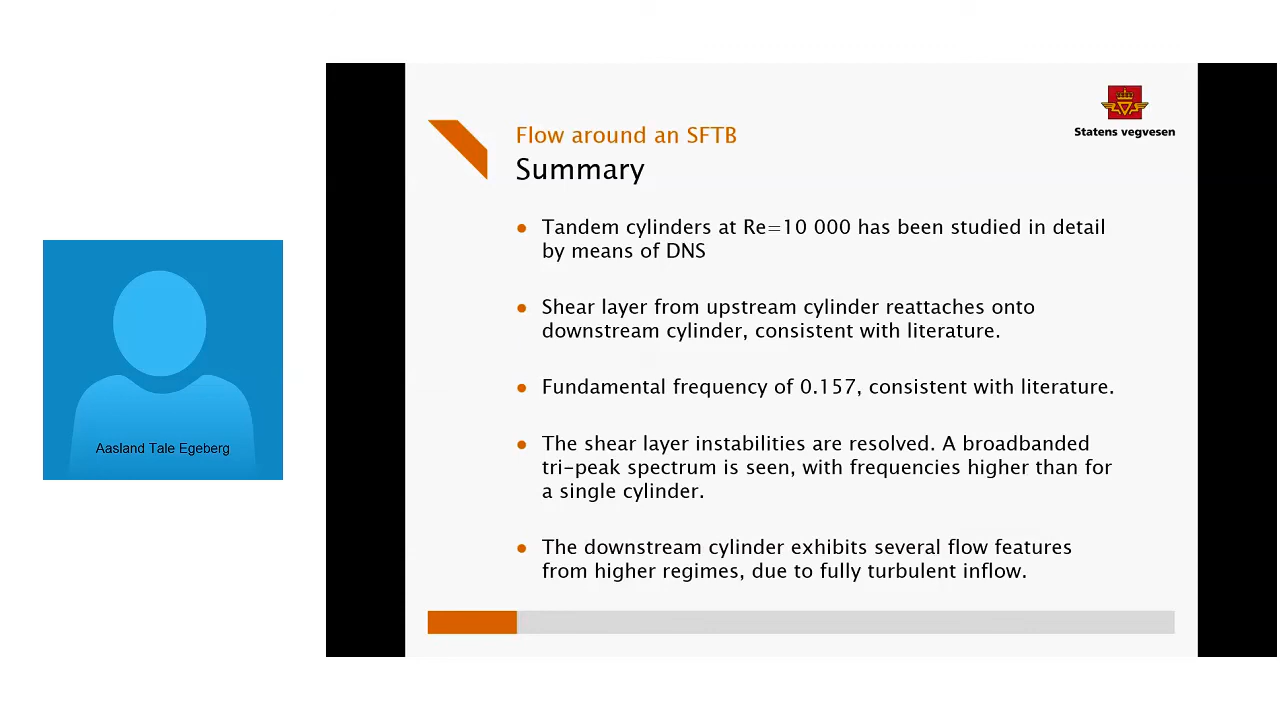 Statens vegvesen
Flow around an SFTB
Summary
• Tandem cylinders at Re=10 000 has been studied in detail
by means of DNS
• Shear layer from upstream cylinder reattaches onto
downstream cylinder, consistent with literature.
• Fundamental frequency of 0.157, consistent with literature.
• The shear layer instabilities are resolved. A broadbanded
tri-peak spectrum is seen, with frequencies higher than for
a single cylinder.
• The downstream cylinder exhibits several flow features
from higher regimes, due to fully turbulent inflow.
Aasland Tale Egeberg